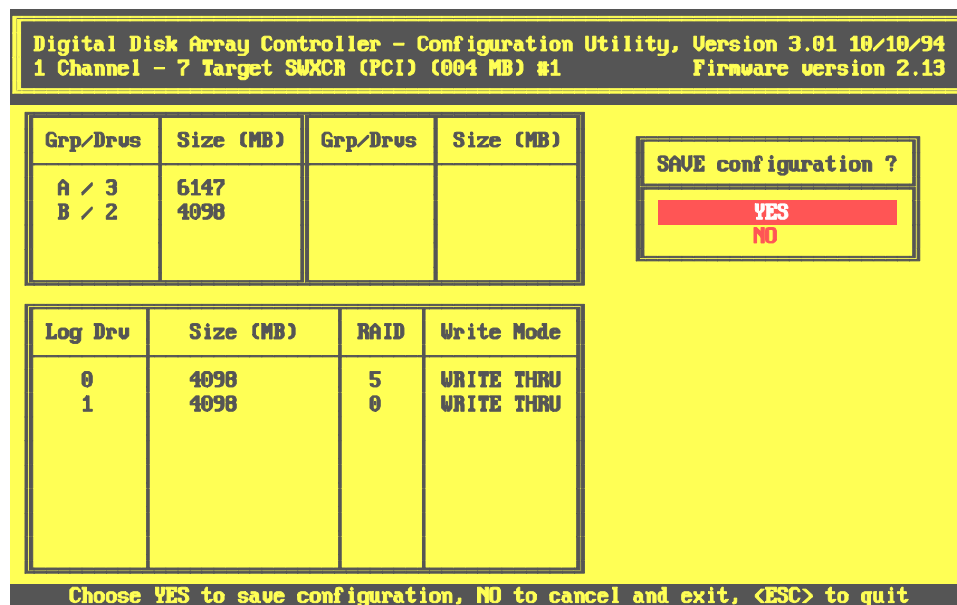 Digital Disk Array Controller - Configuration Utility, Version 3.01 10/10/94
1 Channel - 7 Target SWXCR (PCI) (004 MB) #1 Firmware version 2.13
Grp/Drvs Size (MB) Grp/Drvs Size (MB)
A / 3 6147
B / 2 4098
SAVE configuration ?
YES
NO
Log Drv Size (MB) RAID Write Mode
0 4098 5 WRITE THRU
1 4098 0 WRITE THRU
Choose YES to save configuration, NO to cancel and exit, <ESC> to quit